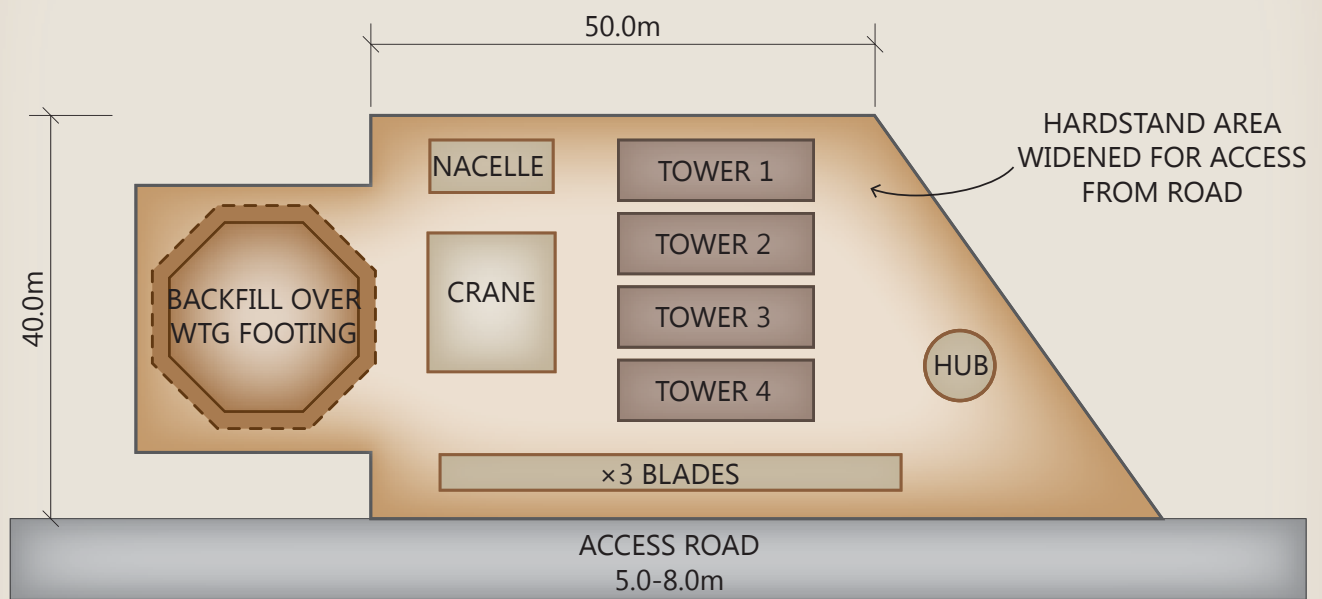 50.0m
HARDSTAND AREA
WIDENED FOR ACCESS
FROM ROAD
NACELLE
TOWER 1
TOWER 2
CRANE
40.0m
BACKFILL OVER
WTG FOOTING
TOWER 3
HUB
TOWER 4
×3 BLADES
ACCESS ROAD
5.0-8.0m